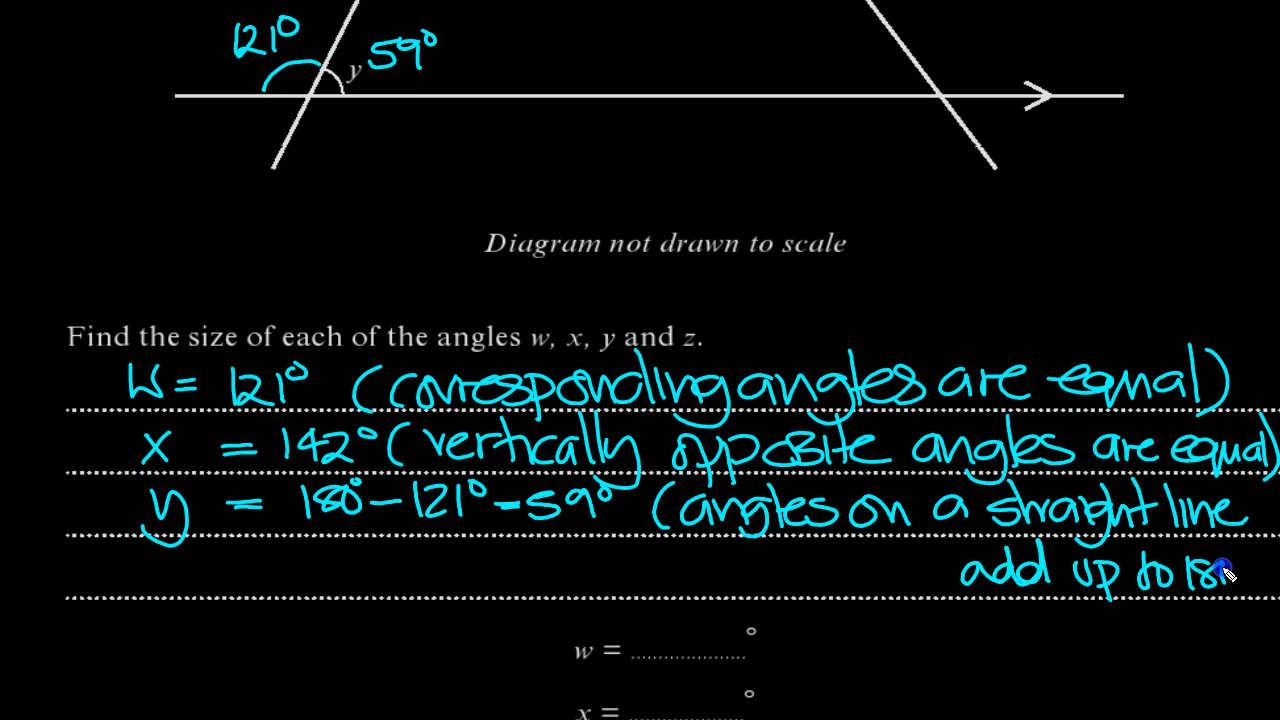 121° y 59°
Diagram not drawn to scale
Find the size of each of the angles w, x, y and z.
W = 121° (corresponding angles are equal)
x = 142° (vertically opposite angles are equal)
y = 180° - 121° = 59° (angles on a straight line
add up to 18
w = ....................°
x = ....................°